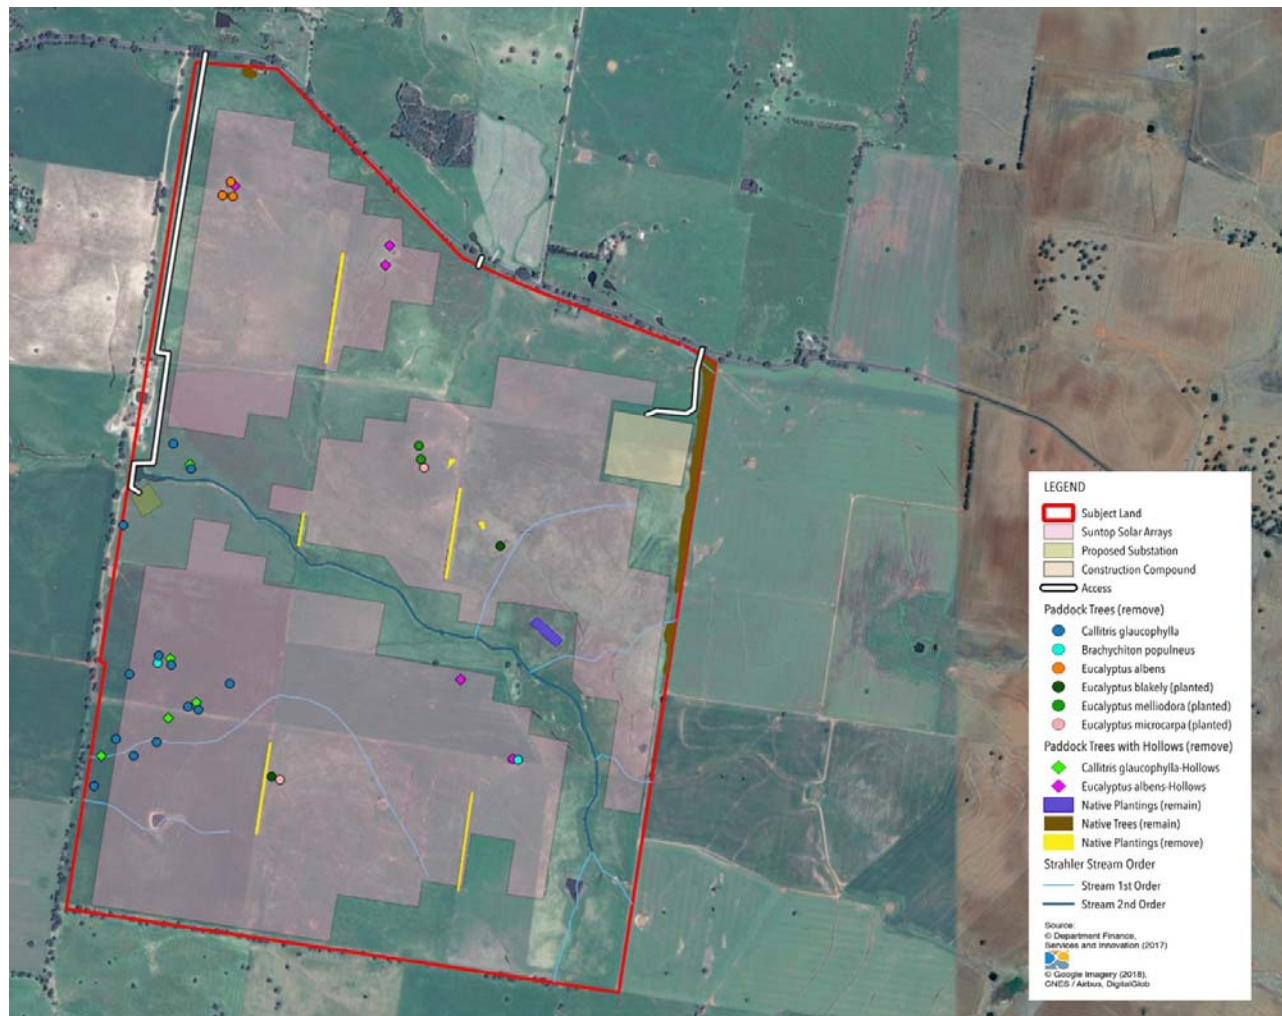 LEGEND
Subject Land
Suntop Solar Arrays
Proposed Substation
Construction Compound
Access
Paddock Trees (remove)
Callitris glaucophylla
Brachychiton populneus
Eucalyptus albens
Eucalyptus blakely (planted)
Eucalyptus melliodora (planted)
Eucalyptus microcarpa (planted)
Paddock Trees with Hollows (remove)
Callitris glaucophylla-Hollows
Eucalyptus albens-Hollows
Native Plantings (remain)
Native Trees (remain)
Native Plantings (remove)
Strahler Stream Order
Stream 1st Order
Stream 2nd Order
Source:
© Department Finance,
Services and Innovation (2017)
© Google Imagery (2018),
CNES / Airbus, DigitalGlob